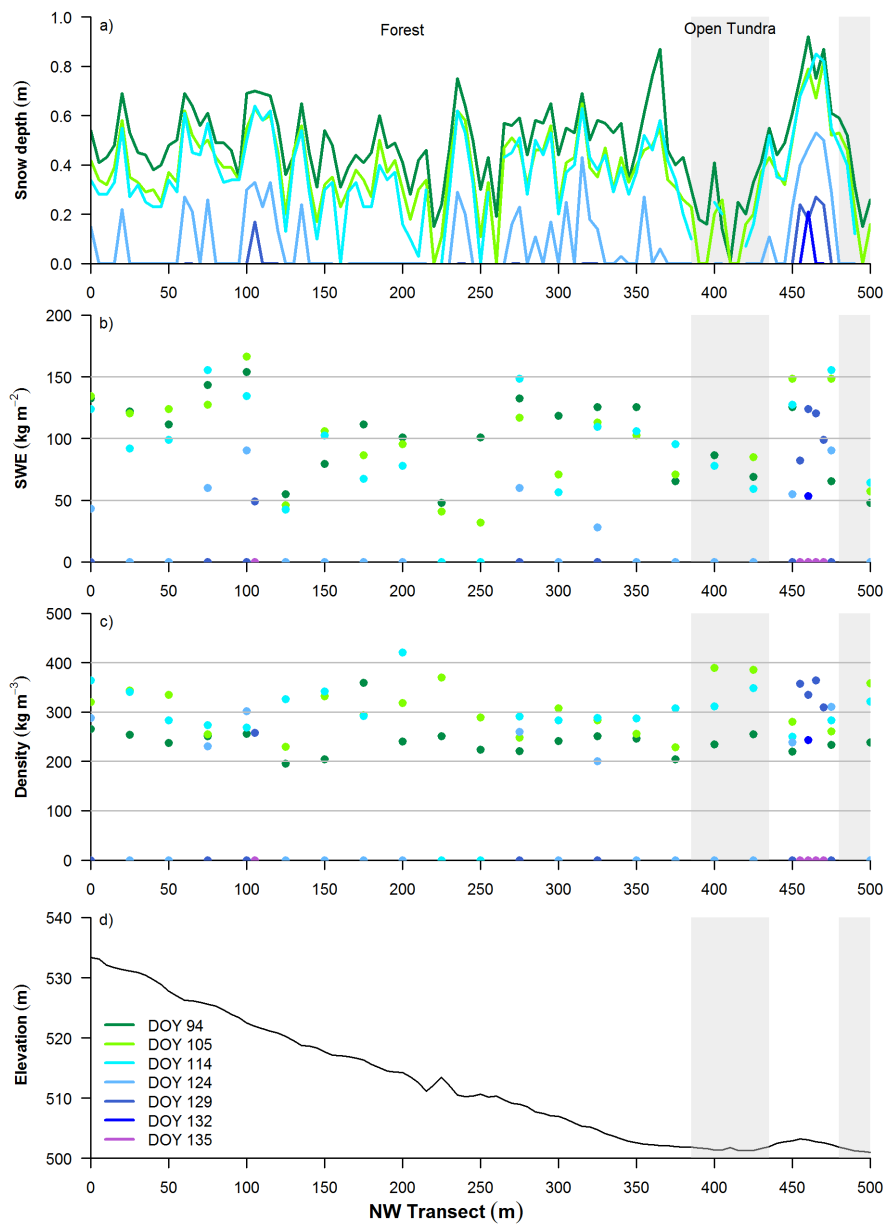 a)
Forest
Open Tundra
Snow depth (m)
1.0
0.8
0.6
0.4
0.2
0.0
0 50 100 150 200 250 300 350 400 450 500
b)
SWE (kg m⁻²)
200
150
100
50
0
0 50 100 150 200 250 300 350 400 450 500
c)
Density (kg m⁻³)
500
400
300
200
100
0
0 50 100 150 200 250 300 350 400 450 500
d)
Elevation (m)
540
530
520
510
500
DOY 94
DOY 105
DOY 114
DOY 124
DOY 129
DOY 132
DOY 135
0 50 100 150 200 250 300 350 400 450 500
NW Transect (m)